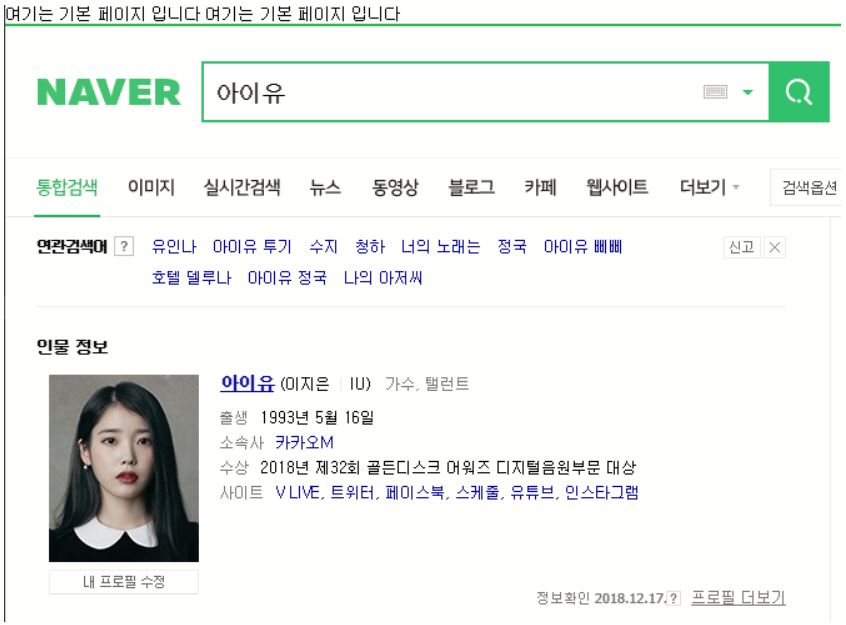 여기는 기본 페이지 입니다 여기는 기본 페이지 입니다
NAVER 아이유
통합검색 이미지 실시간검색 뉴스 동영상 블로그 카페 웹사이트 더보기 검색옵션
연관검색어 ? 유인나 아이유 투기 수지 청하 너의 노래는 정국 아이유 삐삐 신고
호텔 델루나 아이유 정국 나의 아저씨
인물 정보
아이유 (이지은 IU) 가수, 탤런트
출생 1993년 5월 16일
소속사 카카오M
수상 2018년 제32회 골든디스크 어워즈 디지털음원부문 대상
사이트 V LIVE, 트위터, 페이스북, 스케줄, 유튜브, 인스타그램
내 프로필 수정
정보확인 2018.12.17. ? 프로필 더보기